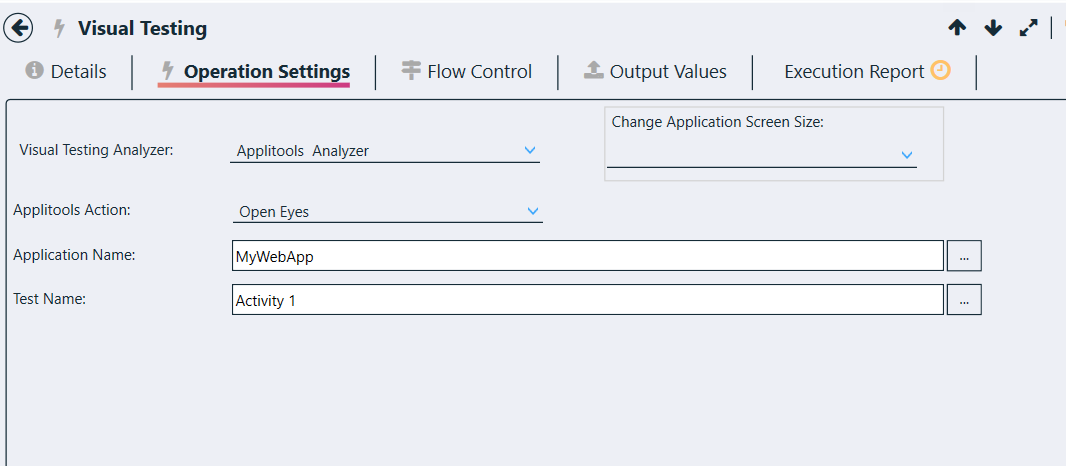 Visual Testing
Details
Operation Settings
Flow Control
Output Values
Execution Report
Change Application Screen Size:
Visual Testing Analyzer:
Applitools Analyzer
Applitools Action:
Open Eyes
Application Name:
MyWebApp
...
Test Name:
Activity 1
...